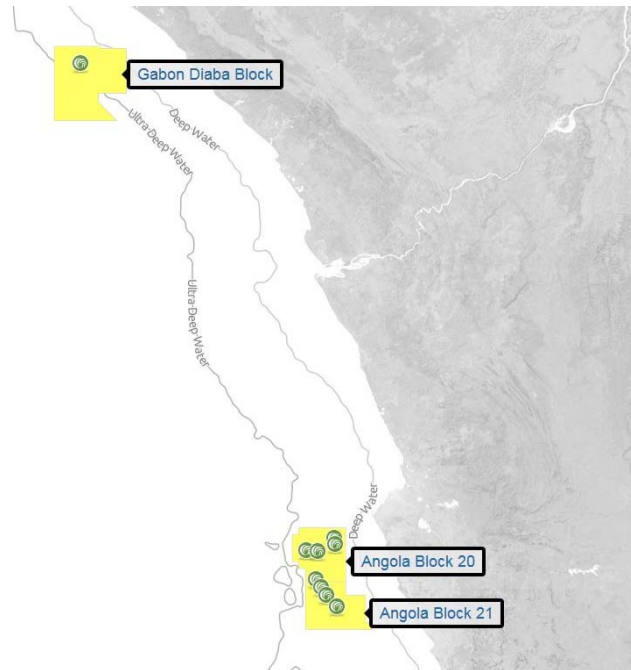 Gabon Diaba Block
Deep Water
Ultra-Deep-Water
Ultra-Deep-Water
Deep Water
Angola Block 20
Angola Block 21